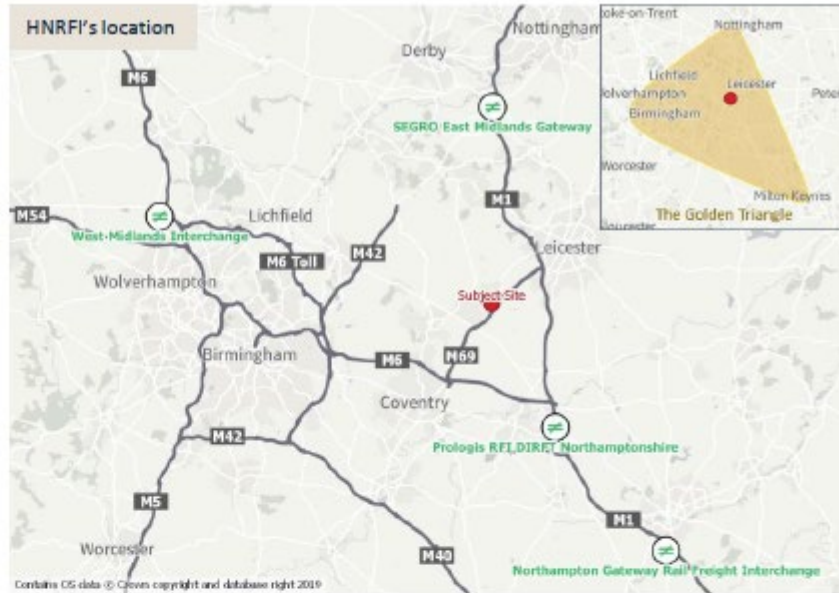 HNRFI's location
M6
Derby
Nottingham
SEGRO East Midlands Gateway
M1
M54
Lichfield
West-Midlands Interchange
M6 Toll
M42
Leicester
Wolverhampton
Subject Site
Birmingham
M6
M69
Coventry
M42
Prologis RFI DIRFT Northamptonshire
M5
M1
Worcester
M40
Northampton Gateway Rail Freight Interchange
Contains OS data © Crown copyright and database right 2019
oke-on-Trent
Nottingham
Lichfield
Leicester
Wolverhampton
Peter
Birmingham
Worcester
Milton Keynes
The Golden Triangle